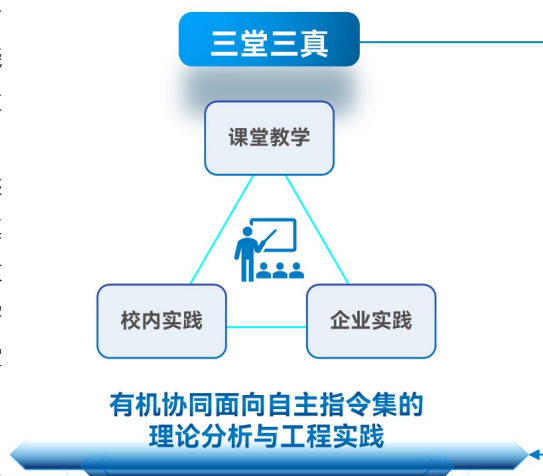 三堂三真
课堂教学
校内实践
企业实践
有机协同面向自主指令集的
理论分析与工程实践